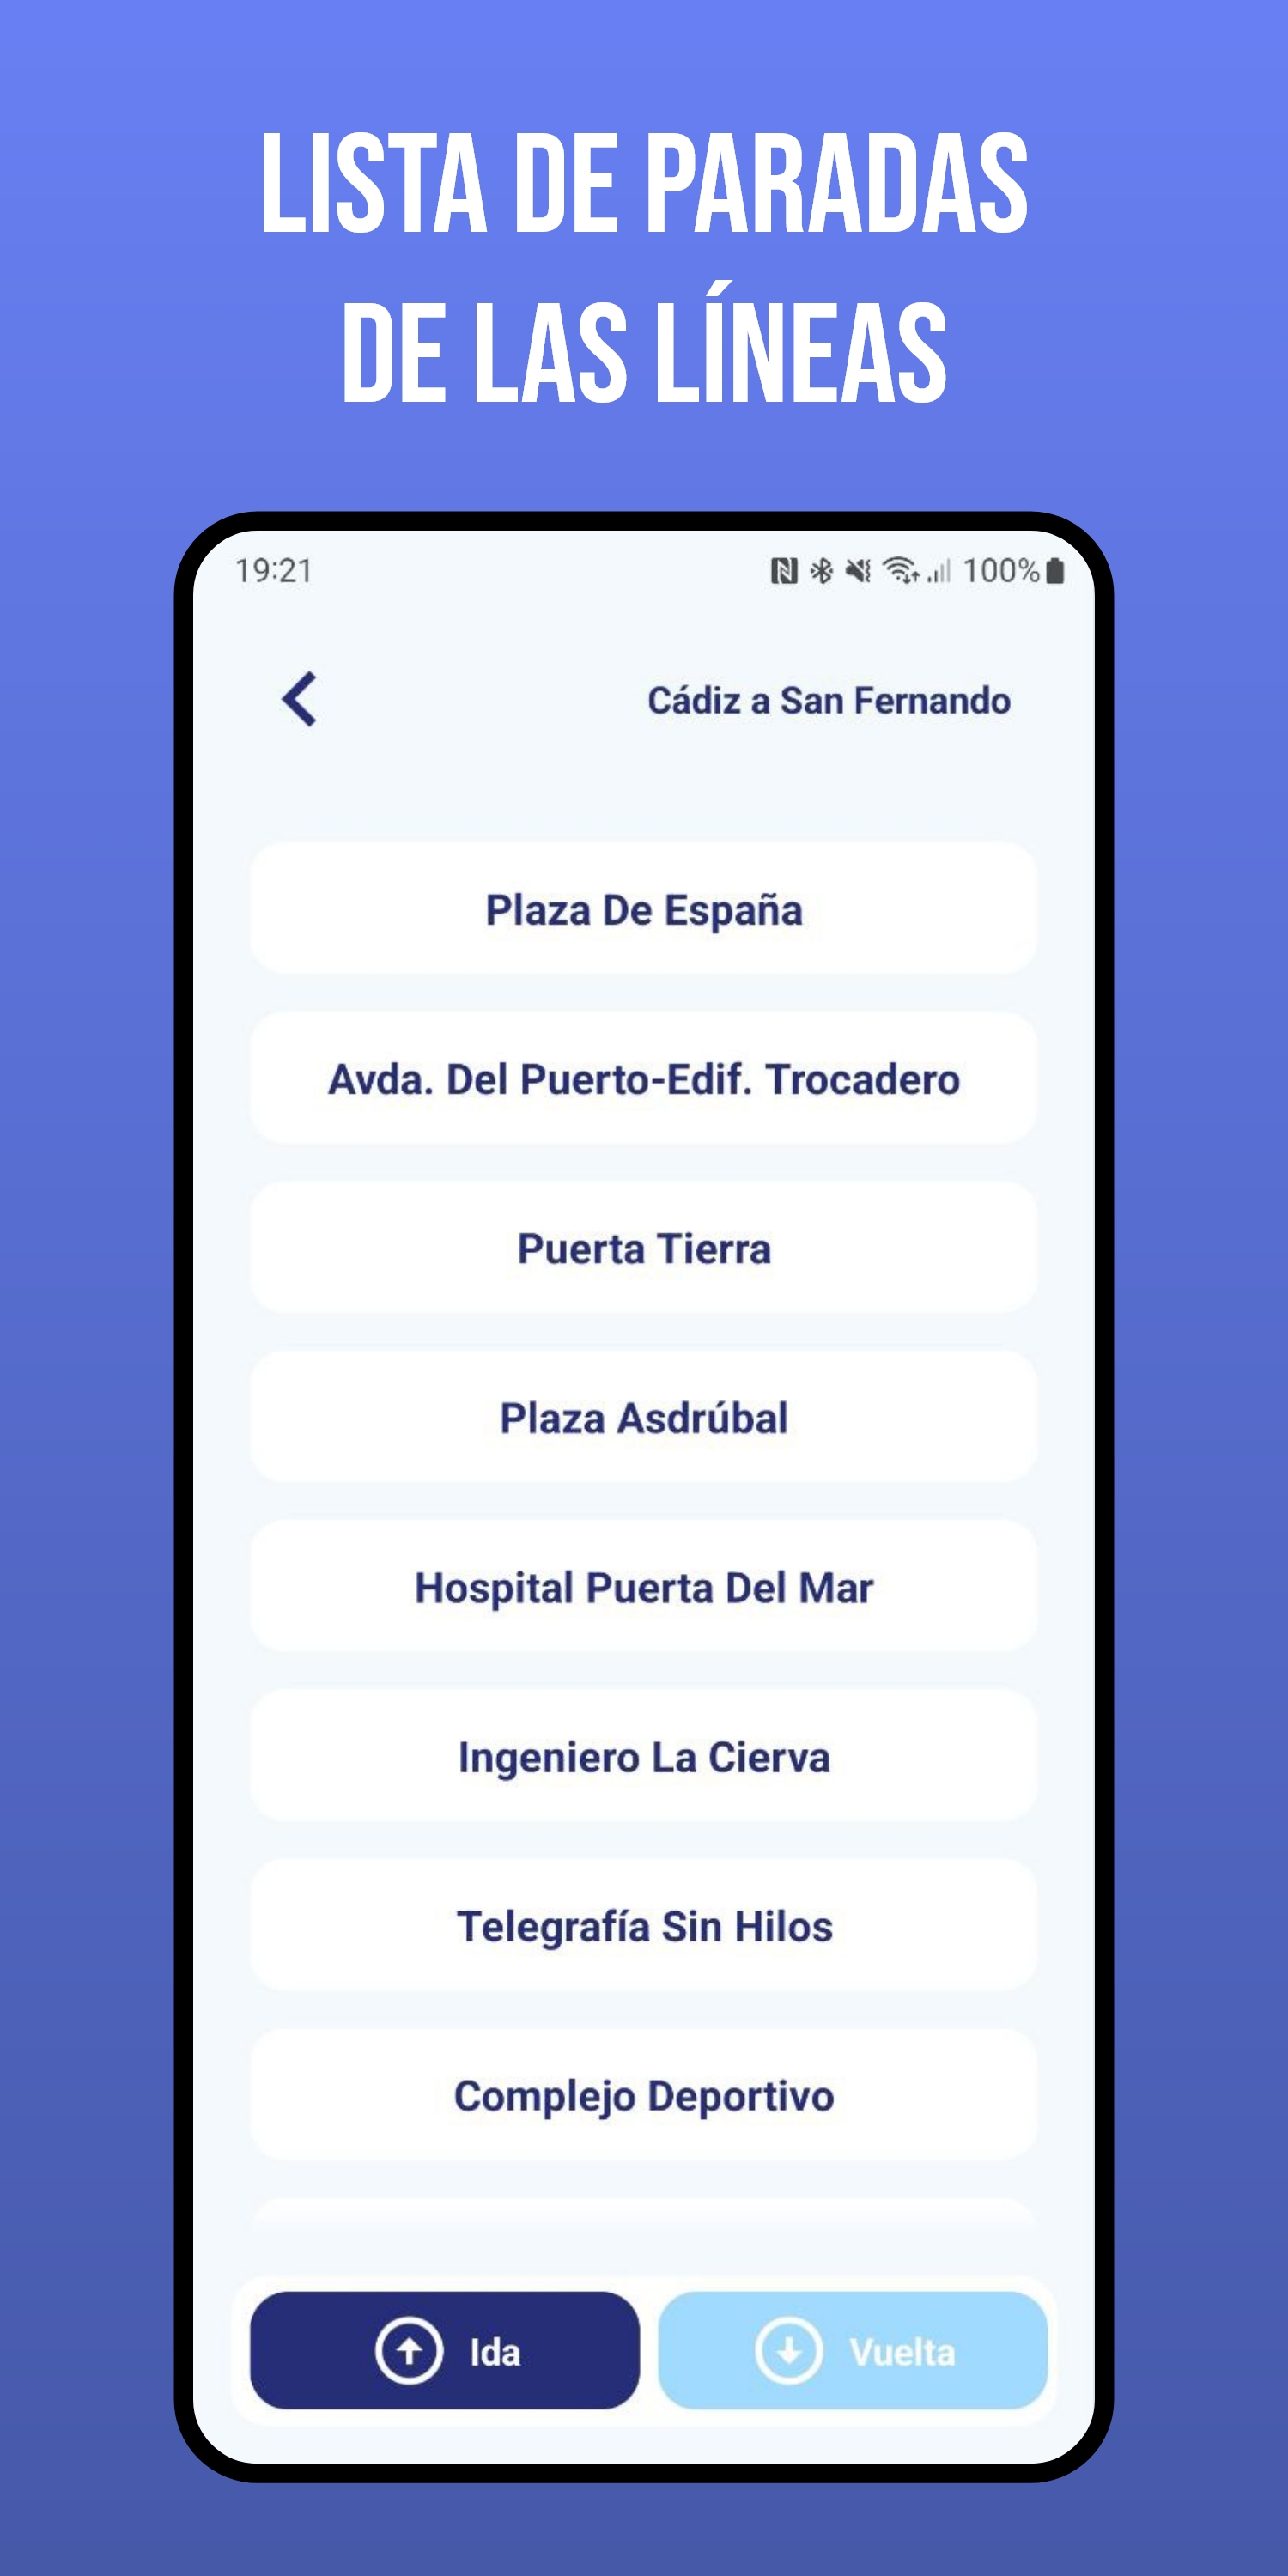 LISTA DE PARADAS
DE LAS LÍNEAS
19:21
100%
Cádiz a San Fernando
Plaza De España
Avda. Del Puerto-Edif. Trocadero
Puerta Tierra
Plaza Asdrúbal
Hospital Puerta Del Mar
Ingeniero La Cierva
Telegrafía Sin Hilos
Complejo Deportivo
Ida
Vuelta